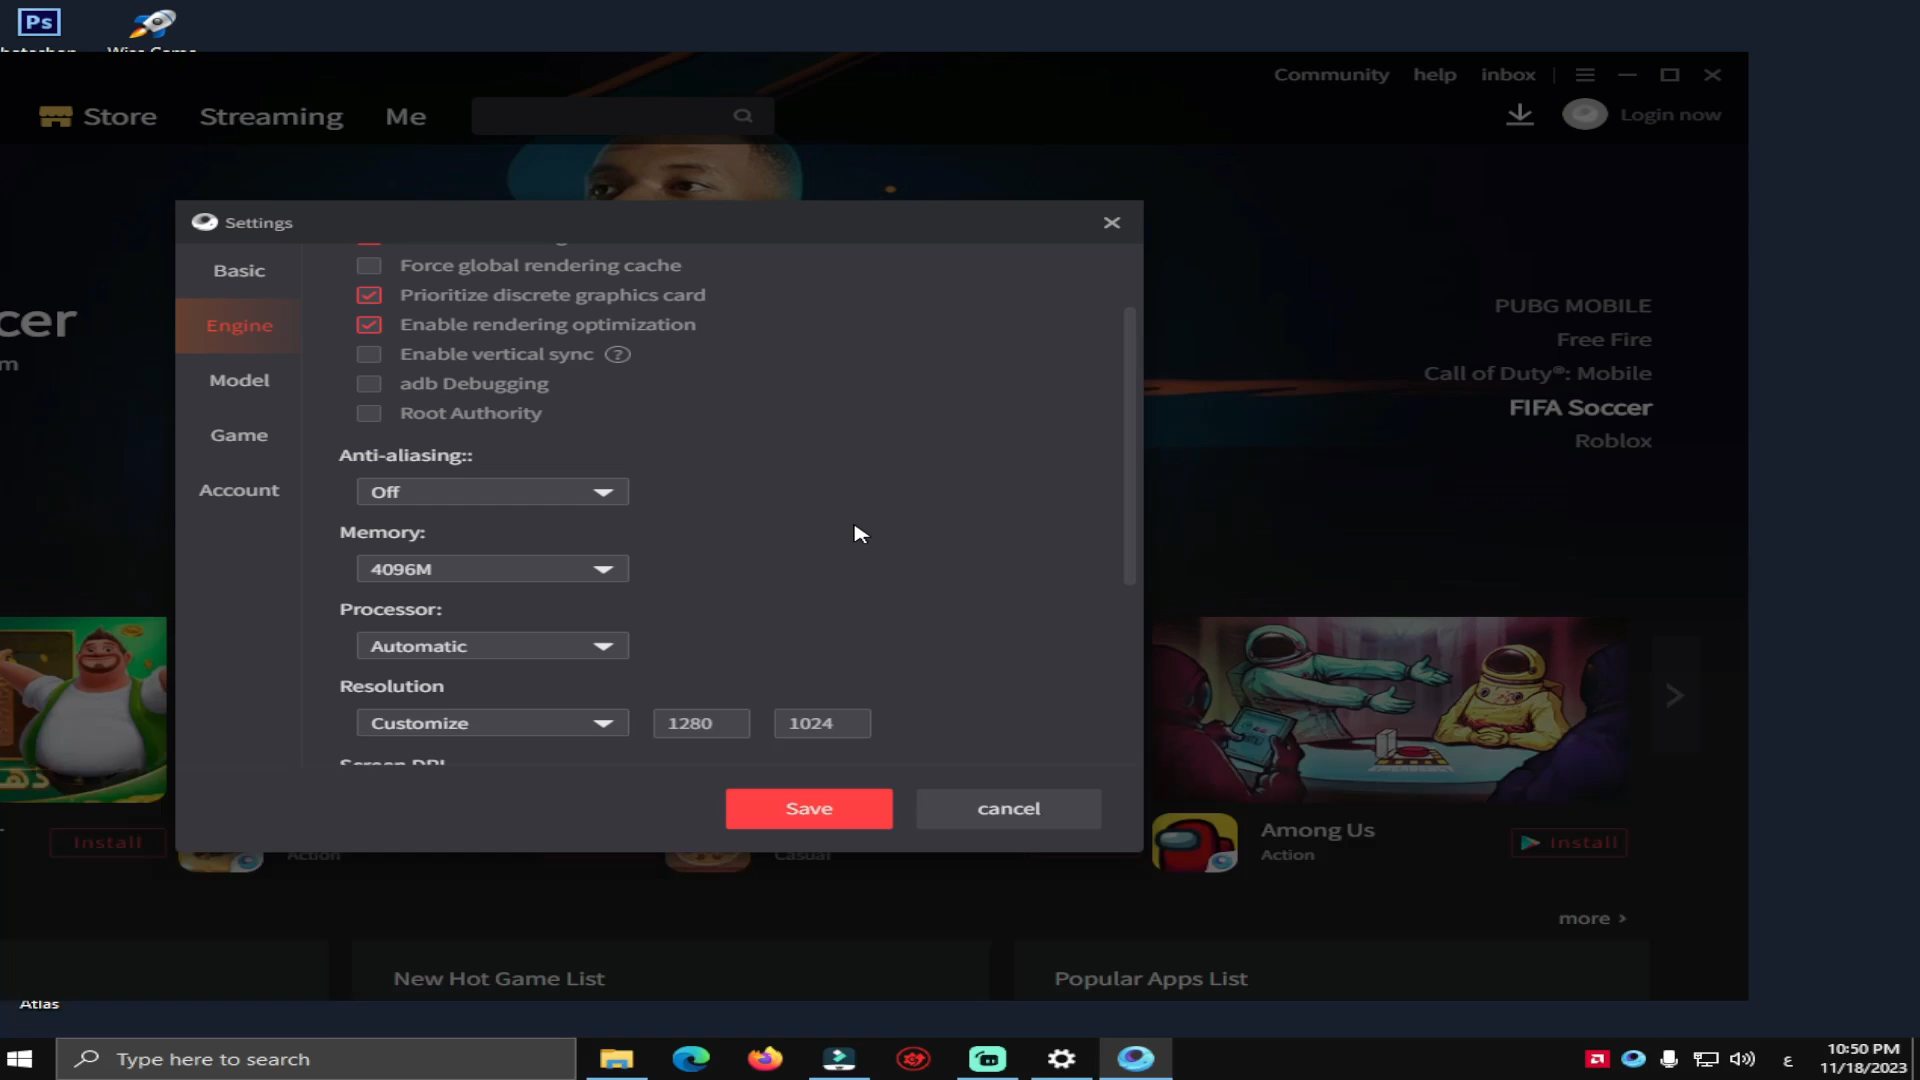 Ps
Community help inbox
Store Streaming Me
Login now
Settings
Basic
Engine
Model
Game
Account
Force global rendering cache
Prioritize discrete graphics card
Enable rendering optimization
Enable vertical sync ?
adb Debugging
Root Authority
Anti-aliasing::
Off
Memory:
4096M
Processor:
Automatic
Resolution
Customize 1280 1024
Save cancel
cer
m
PUBG MOBILE
Free Fire
Call of Duty®: Mobile
FIFA Soccer
Roblox
Install
Action
Casual
Among Us
Action
Install
more >
New Hot Game List
Popular Apps List
Atlas
Type here to search
ع
10:50 PM
11/18/2023